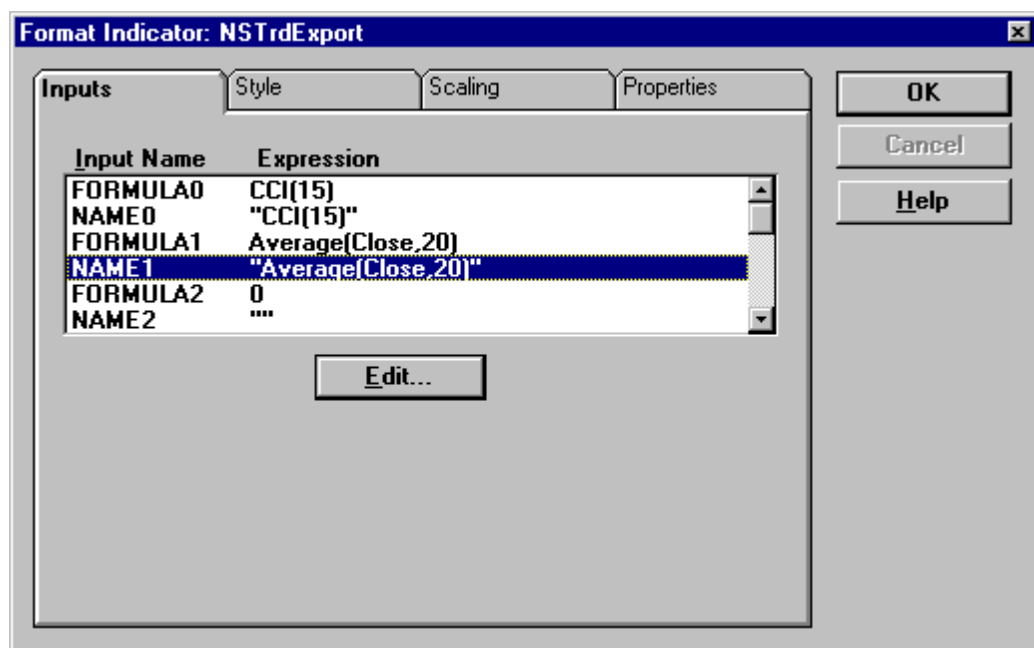 Format Indicator: NSTrdExport
Inputs Style Scaling Properties
OK
Cancel
Help
Input Name Expression
FORMULA0 CCI(15)
NAME0 "CCI(15)"
FORMULA1 Average(Close,20)
NAME1 "Average(Close,20)"
FORMULA2 0
NAME2 ""
Edit...